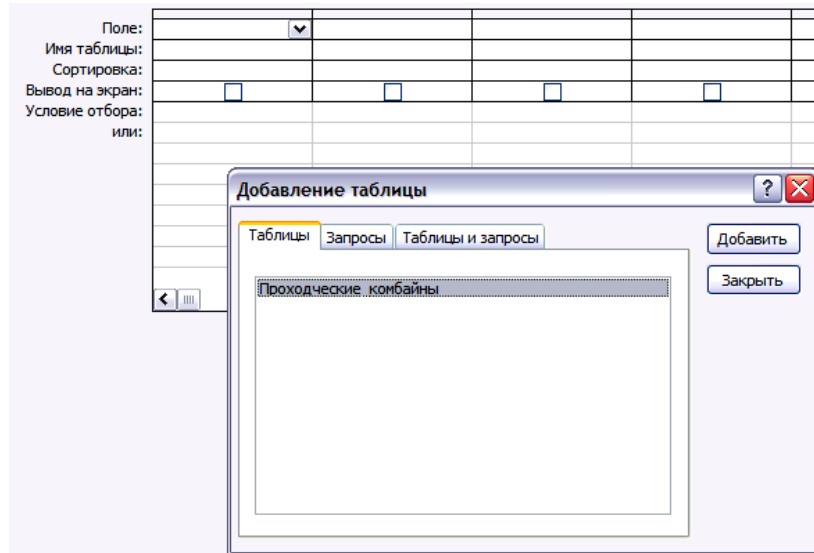 Поле:
Имя таблицы:
Сортировка:
Вывод на экран:
Условие отбора:
или:
Добавление таблицы
Таблицы Запросы Таблицы и запросы
Добавить
Проходческие комбайны
Закрыть